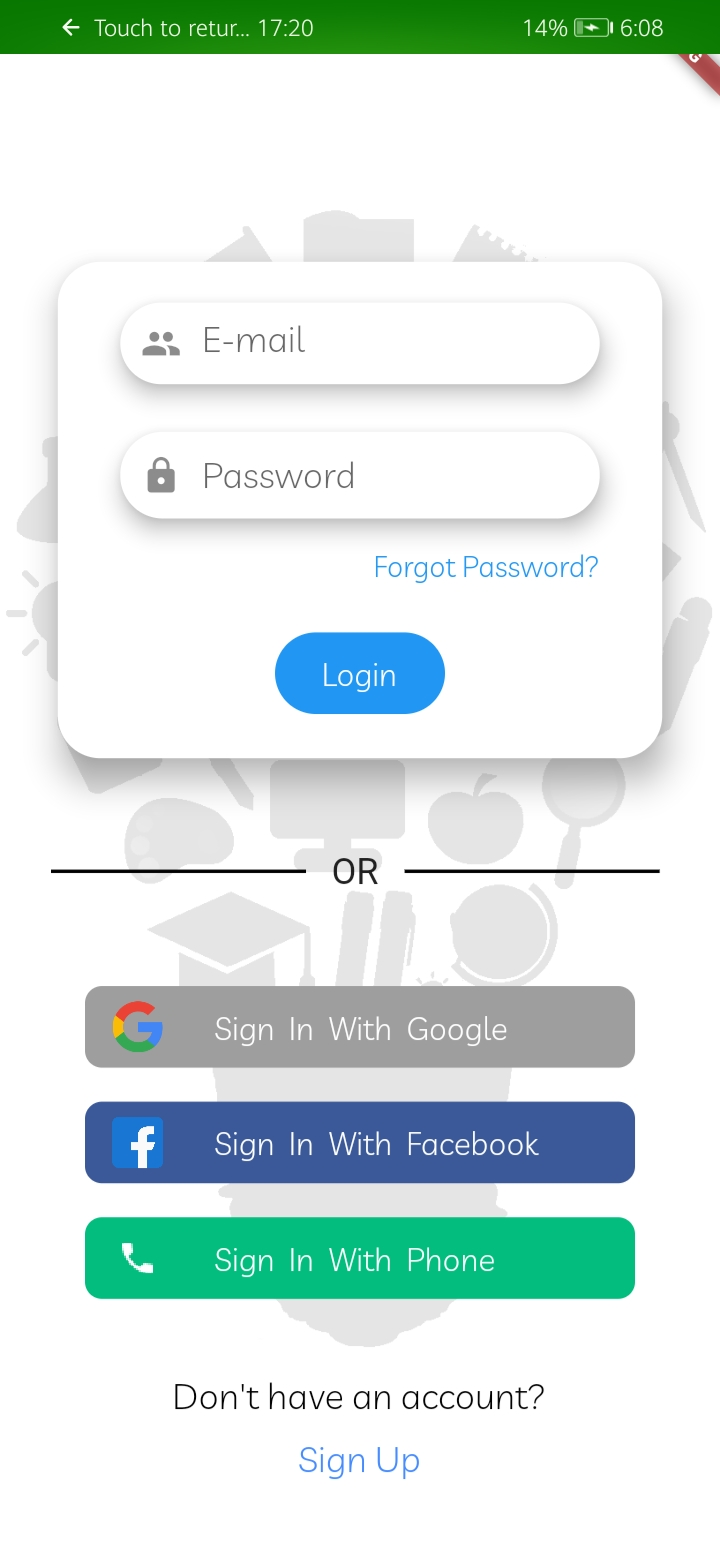 Touch to retur... 17:20 14% 6:08
G
E-mail
Password
Forgot Password?
Login
OR
Sign In With Google
Sign In With Facebook
Sign In With Phone
Don't have an account?
Sign Up